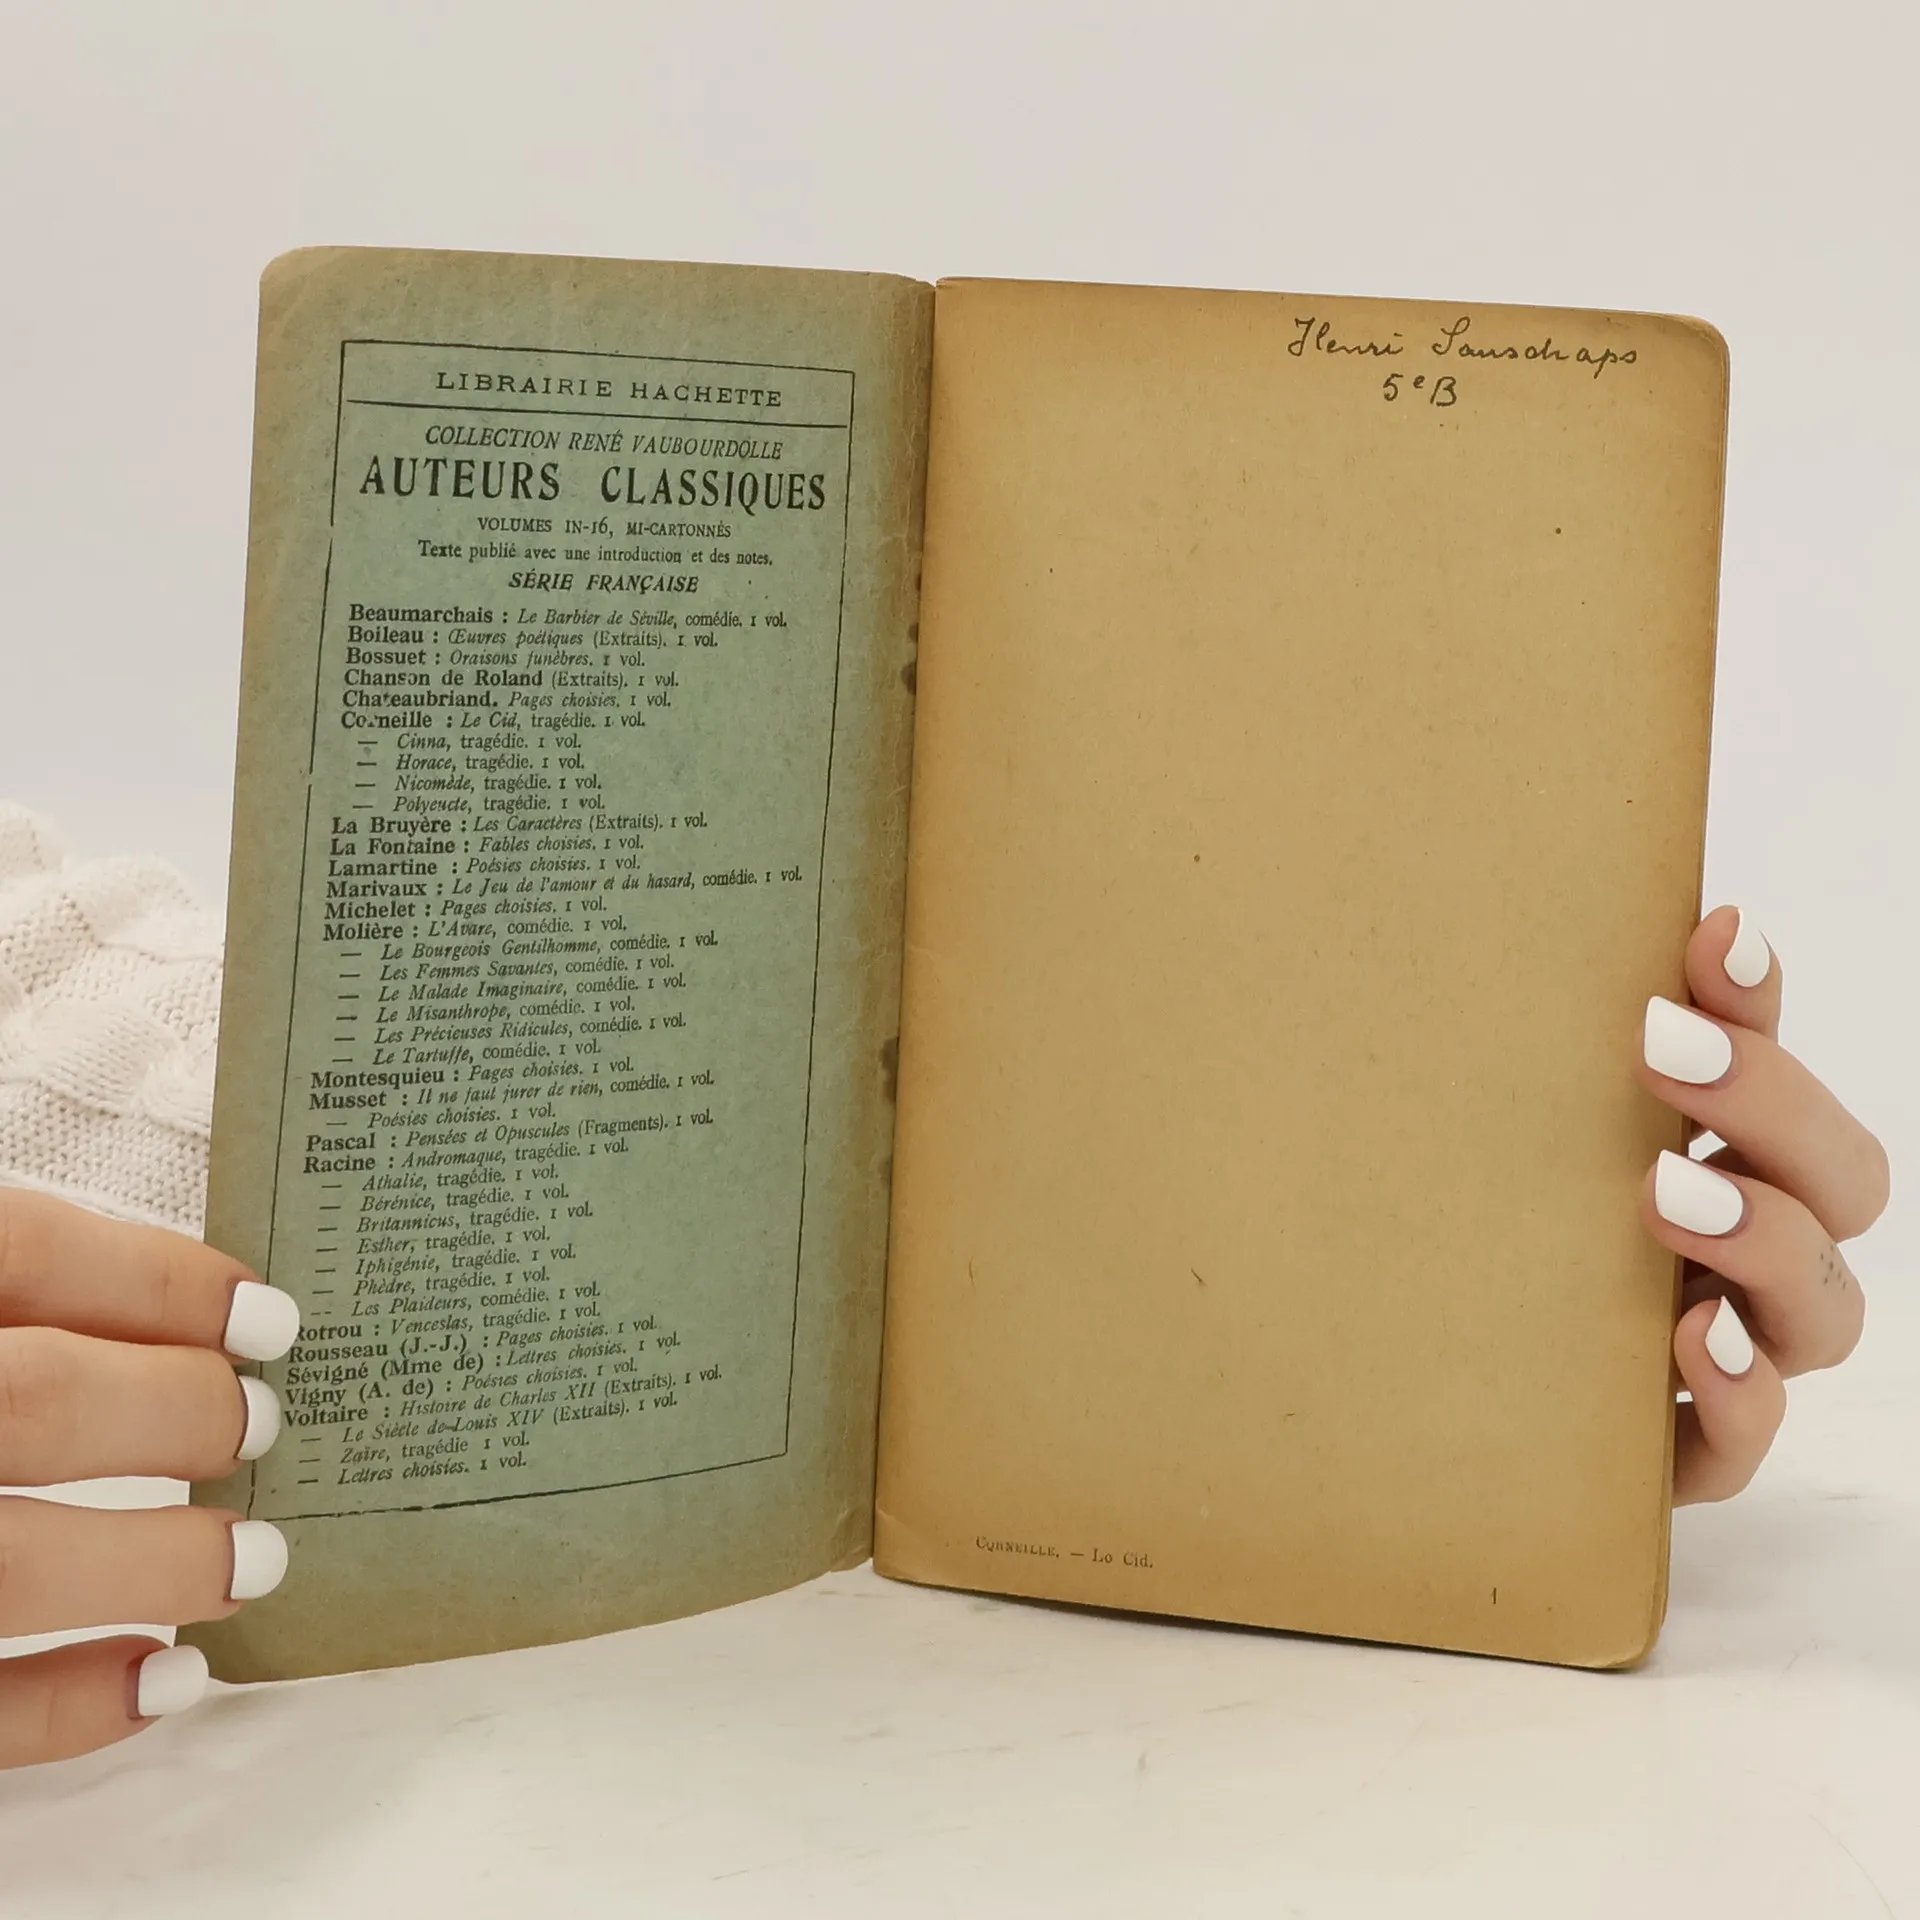 LIBRAIRIE HACHETTE
COLLECTION RENÉ VAUBOURDOLLE
AUTEURS CLASSIQUES
VOLUMES IN-16, MI-CARTONNÉS
Texte publié avec une introduction et des notes.
SÉRIE FRANÇAISE
Beaumarchais : Le Barbier de Séville, comédie. 1 vol.
Boileau : Œuvres poétiques (Extraits). 1 vol.
Bossuet : Oraisons funèbres. 1 vol.
Chanson de Roland (Extraits). 1 vol.
Chateaubriand. Pages choisies. 1 vol.
Corneille : Le Cid, tragédie. 1 vol.
— Cinna, tragédie. 1 vol.
— Horace, tragédie. 1 vol.
— Nicomède, tragédie. 1 vol.
— Polyeucte, tragédie. 1 vol.
La Bruyère : Les Caractères (Extraits). 1 vol.
La Fontaine : Fables choisies. 1 vol.
Lamartine : Poésies choisies. 1 vol.
Marivaux : Le Jeu de l'amour et du hasard, comédie. 1 vol.
Michelet : Pages choisies. 1 vol.
Molière : L'Avare, comédie. 1 vol.
— Le Bourgeois Gentilhomme, comédie. 1 vol.
— Les Femmes Savantes, comédie. 1 vol.
— Le Malade Imaginaire, comédie. 1 vol.
— Le Misanthrope, comédie. 1 vol.
— Les Précieuses Ridicules, comédie. 1 vol.
— Le Tartuffe, comédie. 1 vol.
Montesquieu : Pages choisies. 1 vol.
Musset : Il ne faut jurer de rien, comédie. 1 vol.
— Poésies choisies. 1 vol.
Pascal : Pensées et Opuscules (Fragments). 1 vol.
Racine : Andromaque, tragédie. 1 vol.
— Athalie, tragédie. 1 vol.
— Bérénice, tragédie. 1 vol.
— Britannicus, tragédie. 1 vol.
— Esther, tragédie. 1 vol.
— Iphigénie, tragédie. 1 vol.
— Phèdre, tragédie. 1 vol.
— Les Plaideurs, comédie. 1 vol.
Rotrou : Venceslas, tragédie. 1 vol.
Rousseau (J.-J.) : Pages choisies. 1 vol.
Sévigné (Mme de) : Lettres choisies. 1 vol.
Vigny (A. de) : Poésies choisies. 1 vol.
Voltaire : Histoire de Charles XII (Extraits). 1 vol.
— Le Siècle de Louis XIV (Extraits). 1 vol.
— Zaïre, tragédie 1 vol.
— Lettres choisies. 1 vol.
Henri
5e B
CORNEILLE. — Le Cid.
1